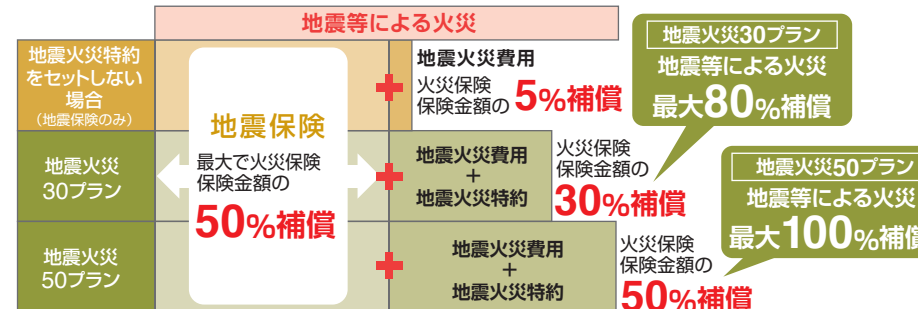 地震等による火災
地震火災特約
をセットしない
場合
(地震保険のみ)
地震火災
30プラン
地震火災
50プラン
地震保険
最大で火災保険
保険金額の
50%補償
地震火災費用
火災保険
保険金額の
5%補償
地震火災費用
+
地震火災特約
火災保険
保険金額の
30%補償
地震火災費用
+
地震火災特約
火災保険
保険金額の
50%補償
地震火災30プラン
地震等による火災
最大80%補償
地震火災50プラン
地震等による火災
最大100%補償